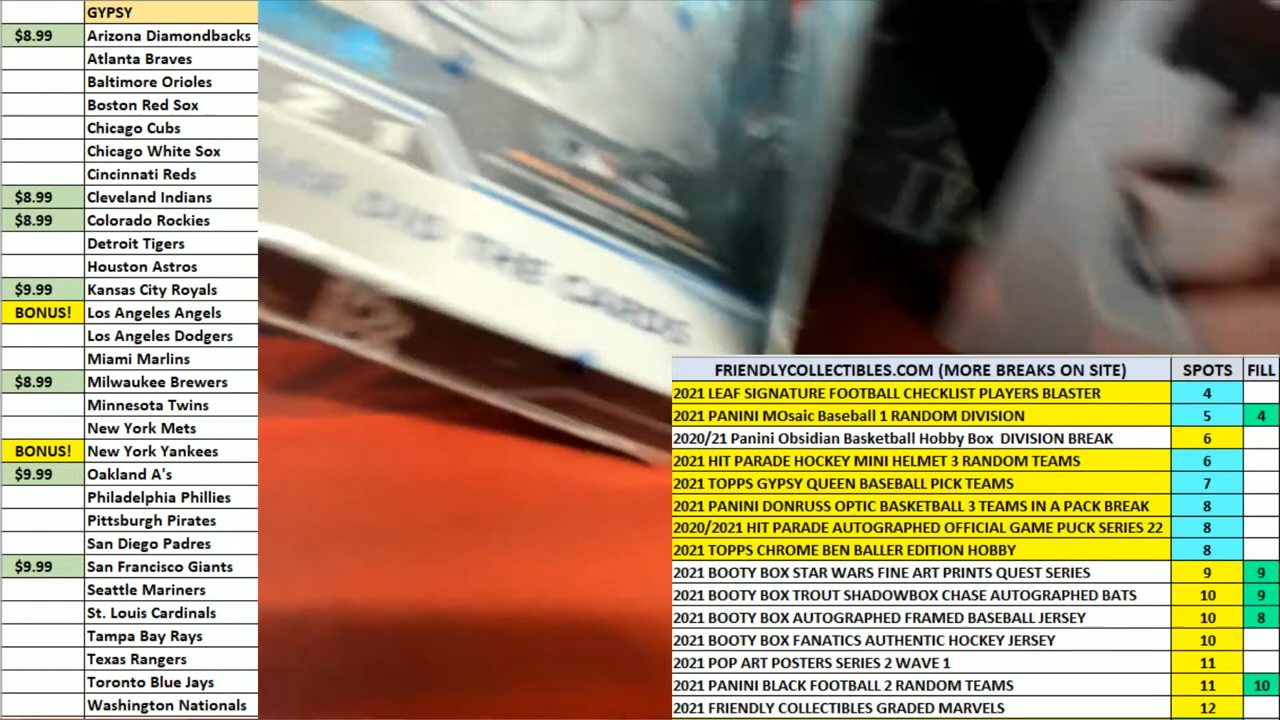 GYPSY
$8.99 Arizona Diamondbacks
Atlanta Braves
Baltimore Orioles
Boston Red Sox
Chicago Cubs
Chicago White Sox
Cincinnati Reds
$8.99 Cleveland Indians
$8.99 Colorado Rockies
Detroit Tigers
Houston Astros
$9.99 Kansas City Royals
BONUS! Los Angeles Angels
Los Angeles Dodgers
Miami Marlins
$8.99 Milwaukee Brewers
Minnesota Twins
New York Mets
BONUS! New York Yankees
$9.99 Oakland A's
Philadelphia Phillies
Pittsburgh Pirates
San Diego Padres
$9.99 San Francisco Giants
Seattle Mariners
St. Louis Cardinals
Tampa Bay Rays
Texas Rangers
Toronto Blue Jays
Washington Nationals
THE CARDS
FRIENDLYCOLLECTIBLES.COM (MORE BREAKS ON SITE) SPOTS FILL
2021 LEAF SIGNATURE FOOTBALL CHECKLIST PLAYERS BLASTER 4
2021 PANINI MOsaic Baseball 1 RANDOM DIVISION 5 4
2020/21 Panini Obsidian Basketball Hobby Box DIVISION BREAK 6
2021 HIT PARADE HOCKEY MINI HELMET 3 RANDOM TEAMS 6
2021 TOPPS GYPSY QUEEN BASEBALL PICK TEAMS 7
2021 PANINI DONRUSS OPTIC BASKETBALL 3 TEAMS IN A PACK BREAK 8
2020/2021 HIT PARADE AUTOGRAPHED OFFICIAL GAME PUCK SERIES 22 8
2021 TOPPS CHROME BEN BALLER EDITION HOBBY 8
2021 BOOTY BOX STAR WARS FINE ART PRINTS QUEST SERIES 9 9
2021 BOOTY BOX TROUT SHADOWBOX CHASE AUTOGRAPHED BATS 10 9
2021 BOOTY BOX AUTOGRAPHED FRAMED BASEBALL JERSEY 10 8
2021 BOOTY BOX FANATICS AUTHENTIC HOCKEY JERSEY 10
2021 POP ART POSTERS SERIES 2 WAVE 1 11
2021 PANINI BLACK FOOTBALL 2 RANDOM TEAMS 11 10
2021 FRIENDLY COLLECTIBLES GRADED MARVELS 12